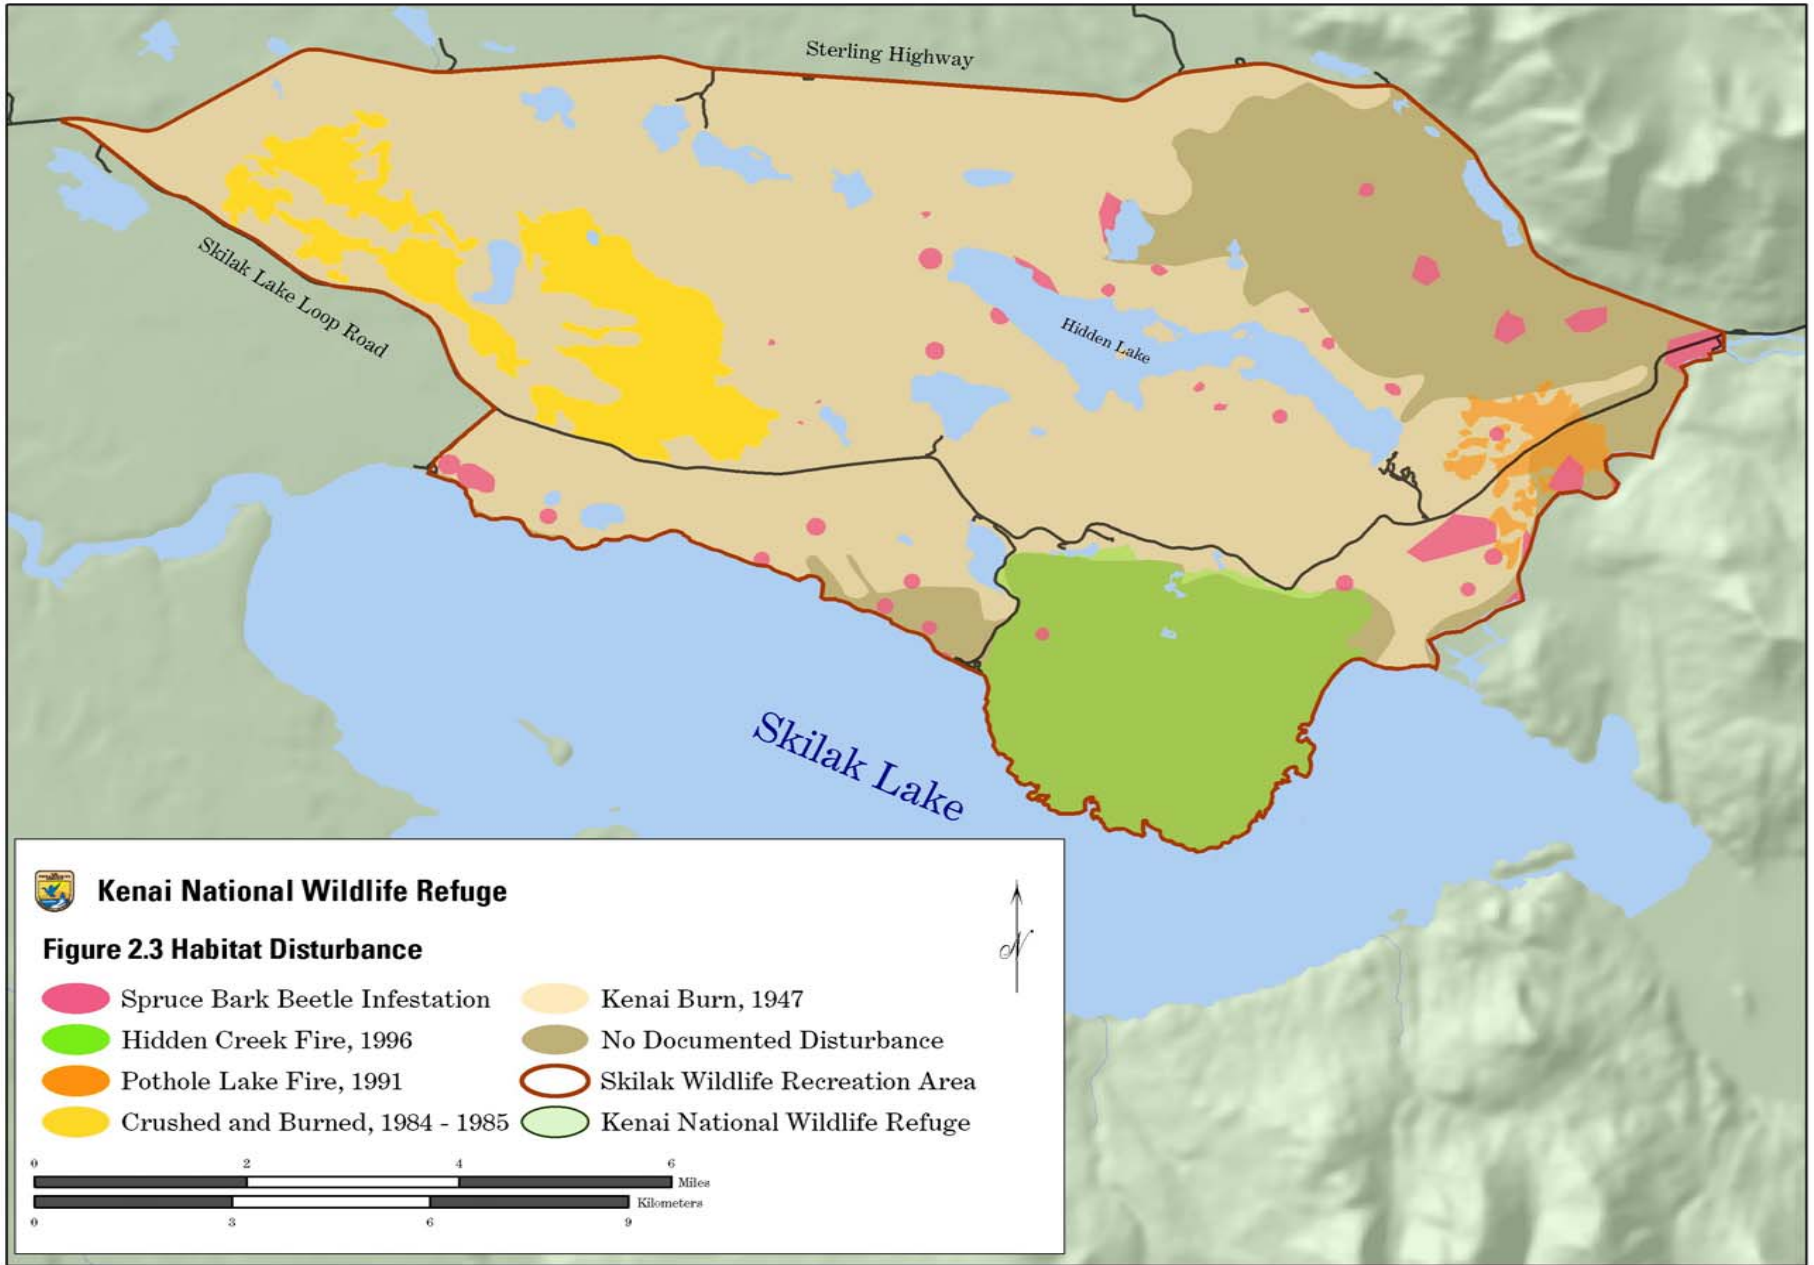 Sterling Highway
Skilak Lake Loop Road
Hidden Lake
Skilak Lake
Kenai National Wildlife Refuge
Figure 2.3 Habitat Disturbance
Spruce Bark Beetle Infestation
Kenai Burn, 1947
Hidden Creek Fire, 1996
No Documented Disturbance
Pothole Lake Fire, 1991
Skilak Wildlife Recreation Area
Crushed and Burned, 1984 - 1985
Kenai National Wildlife Refuge
N
0 2 4 6
Miles
Kilometers
0 3 6 9